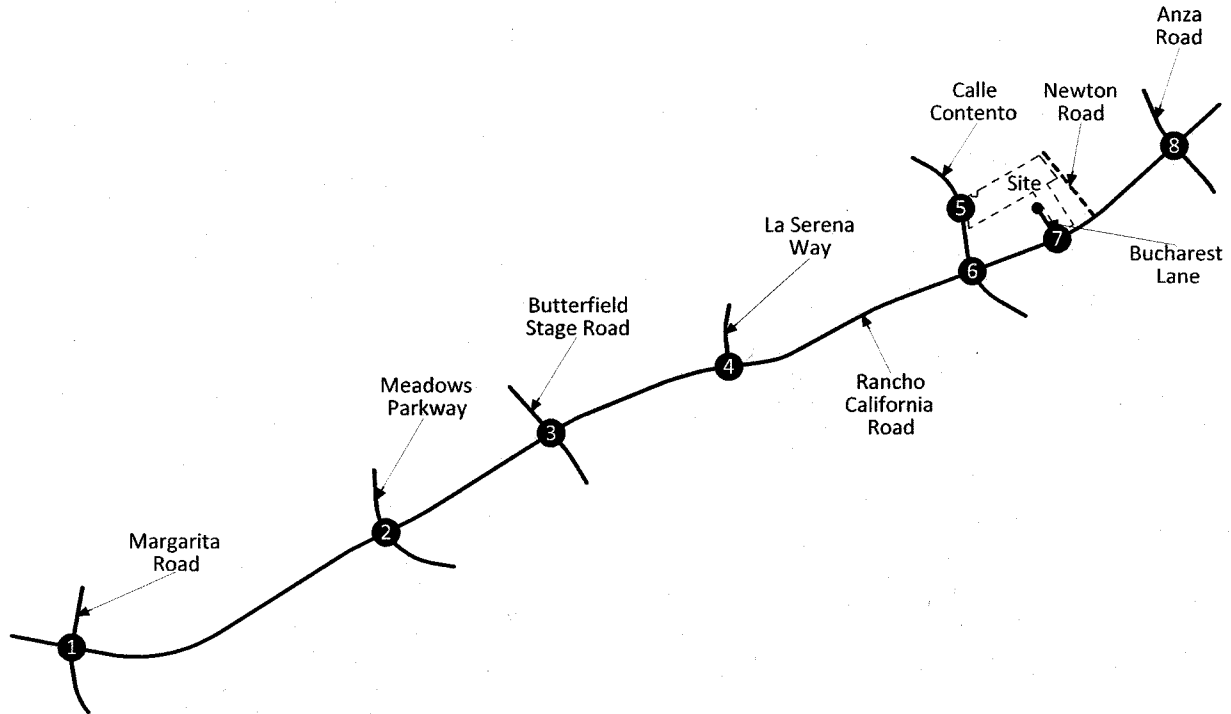 Anza
Road
Calle
Contento
Newton
Road
8
Site
5
7
La Serena
Way
Bucharest
Lane
6
Butterfield
Stage Road
4
Meadows
Parkway
Rancho
California
Road
3
2
Margarita
Road
1